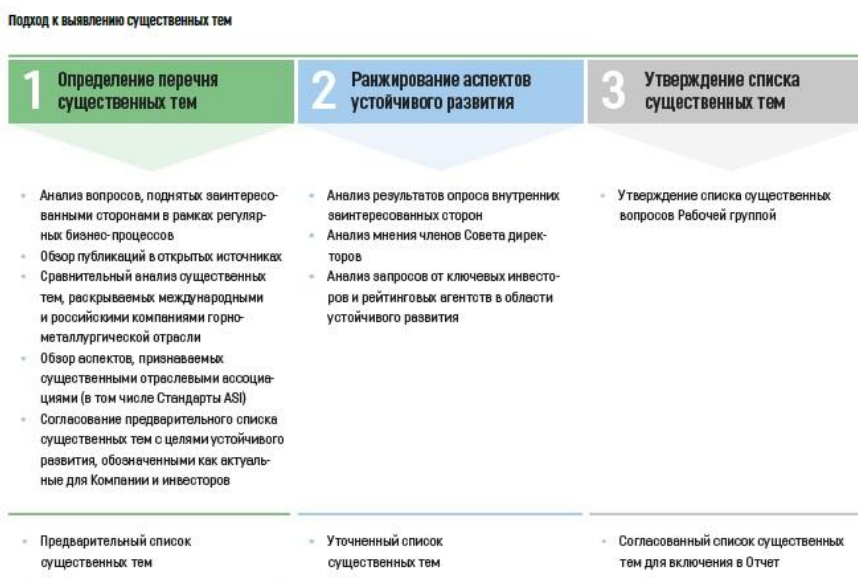 Подход к выявлению существенных тем
1 Определение перечня
существенных тем
2 Ранжирование аспектов
устойчивого развития
3 Утверждение списка
существенных тем
• Анализ вопросов, поднятых заинтересо-
ванными сторонами в рамках регуляр-
ных бизнес-процессов
• Обзор публикаций в открытых источниках
• Сравнительный анализ существенных
тем, раскрываемых международными
и российскими компаниями горно-
металлургической отрасли
• Обзор аспектов, признаваемых
существенными отраслевыми ассоциа-
циями (в том числе Стандарты ASI)
• Согласование предварительного списка
существенных тем с целями устойчивого
развития, обозначенными как актуаль-
ные для Компании и инвесторов
• Анализ результатов опроса внутренних
заинтересованных сторон
• Анализ мнения членов Совета дирек-
торов
• Анализ запросов от ключевых инвесто-
ров и рейтинговых агентств в области
устойчивого развития
• Утверждение списка существенных
вопросов Рабочей группой
• Предварительный список
существенных тем
• Уточненный список
существенных тем
• Согласованный список существенных
тем для включения в Отчет